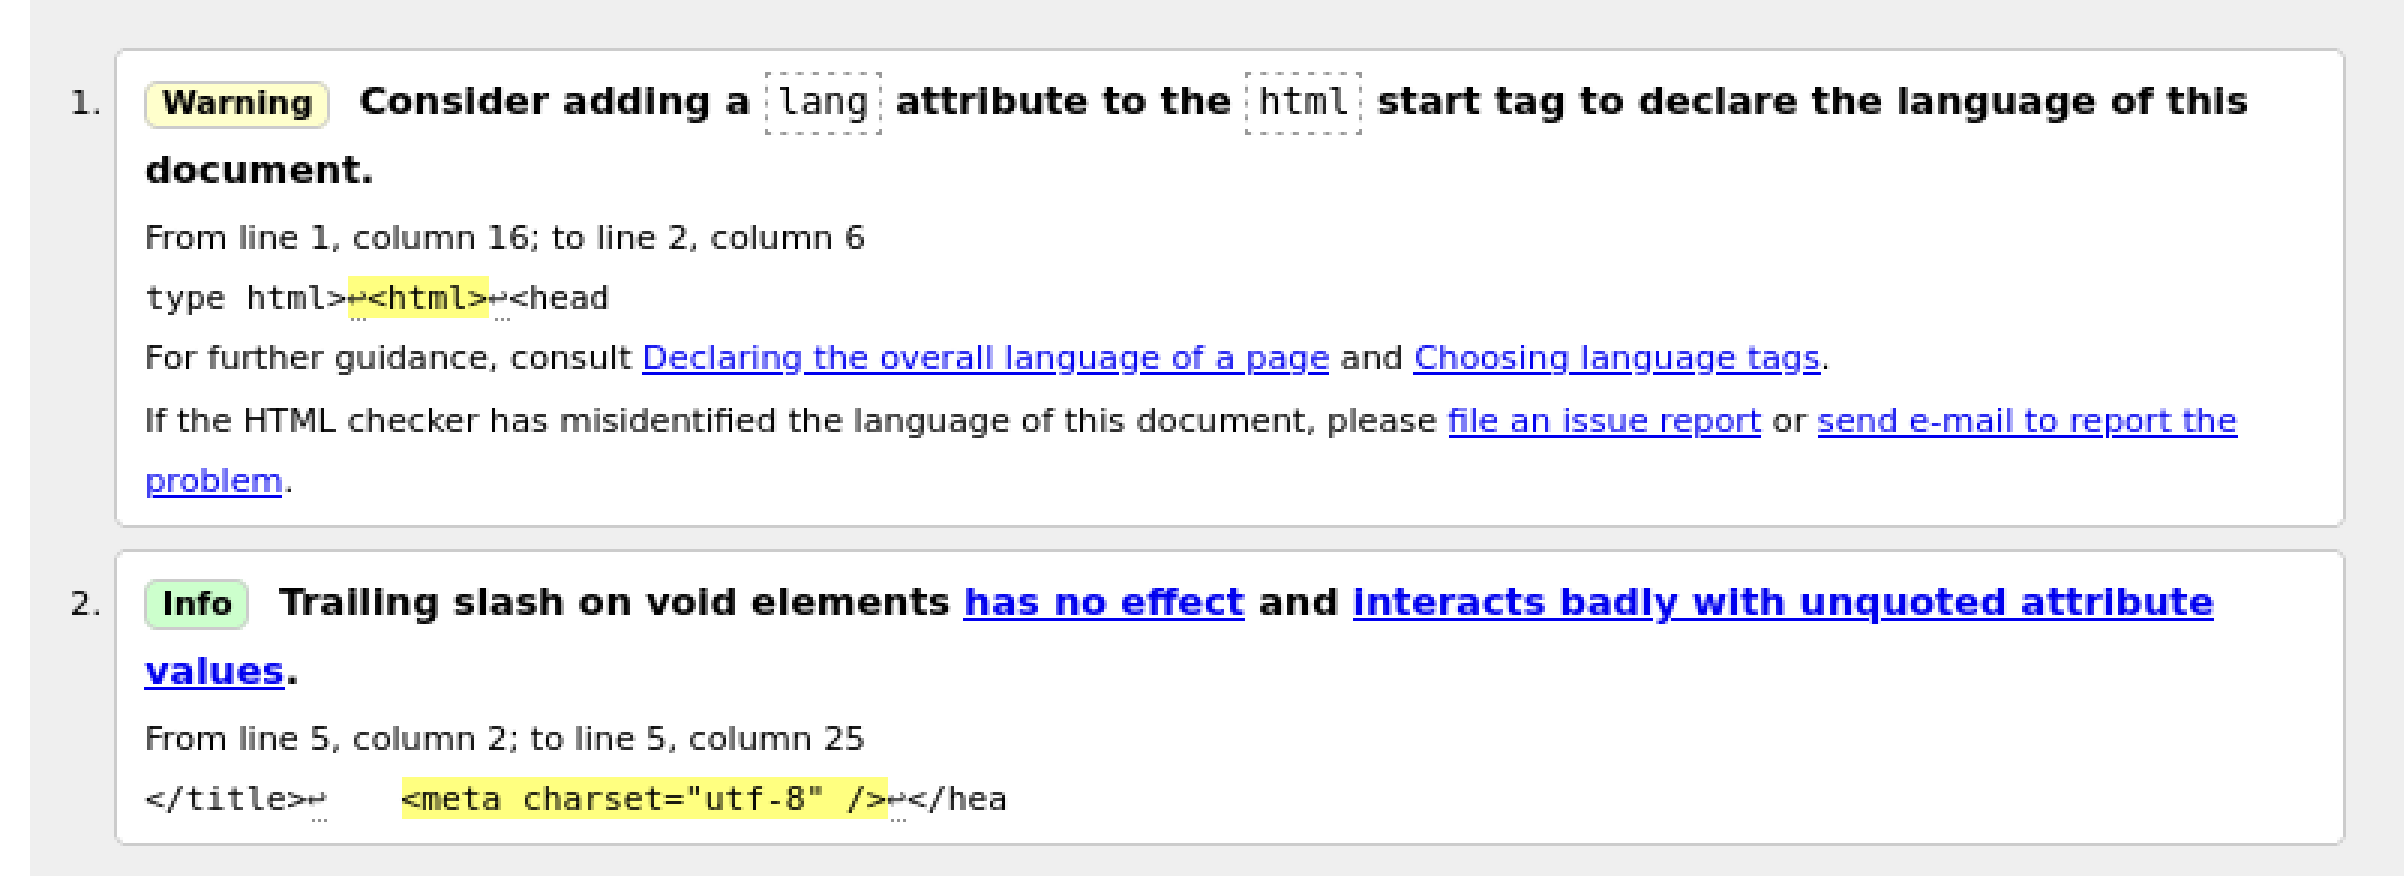 1. Warning Consider adding a lang attribute to the html start tag to declare the language of this
document.
From line 1, column 16; to line 2, column 6
type html>↩<html>↩<head
For further guidance, consult Declaring the overall language of a page and Choosing language tags.
If the HTML checker has misidentified the language of this document, please file an issue report or send e-mail to report the
problem.
2. Info Trailing slash on void elements has no effect and interacts badly with unquoted attribute
values.
From line 5, column 2; to line 5, column 25
</title>↩    <meta charset="utf-8" />↩</hea